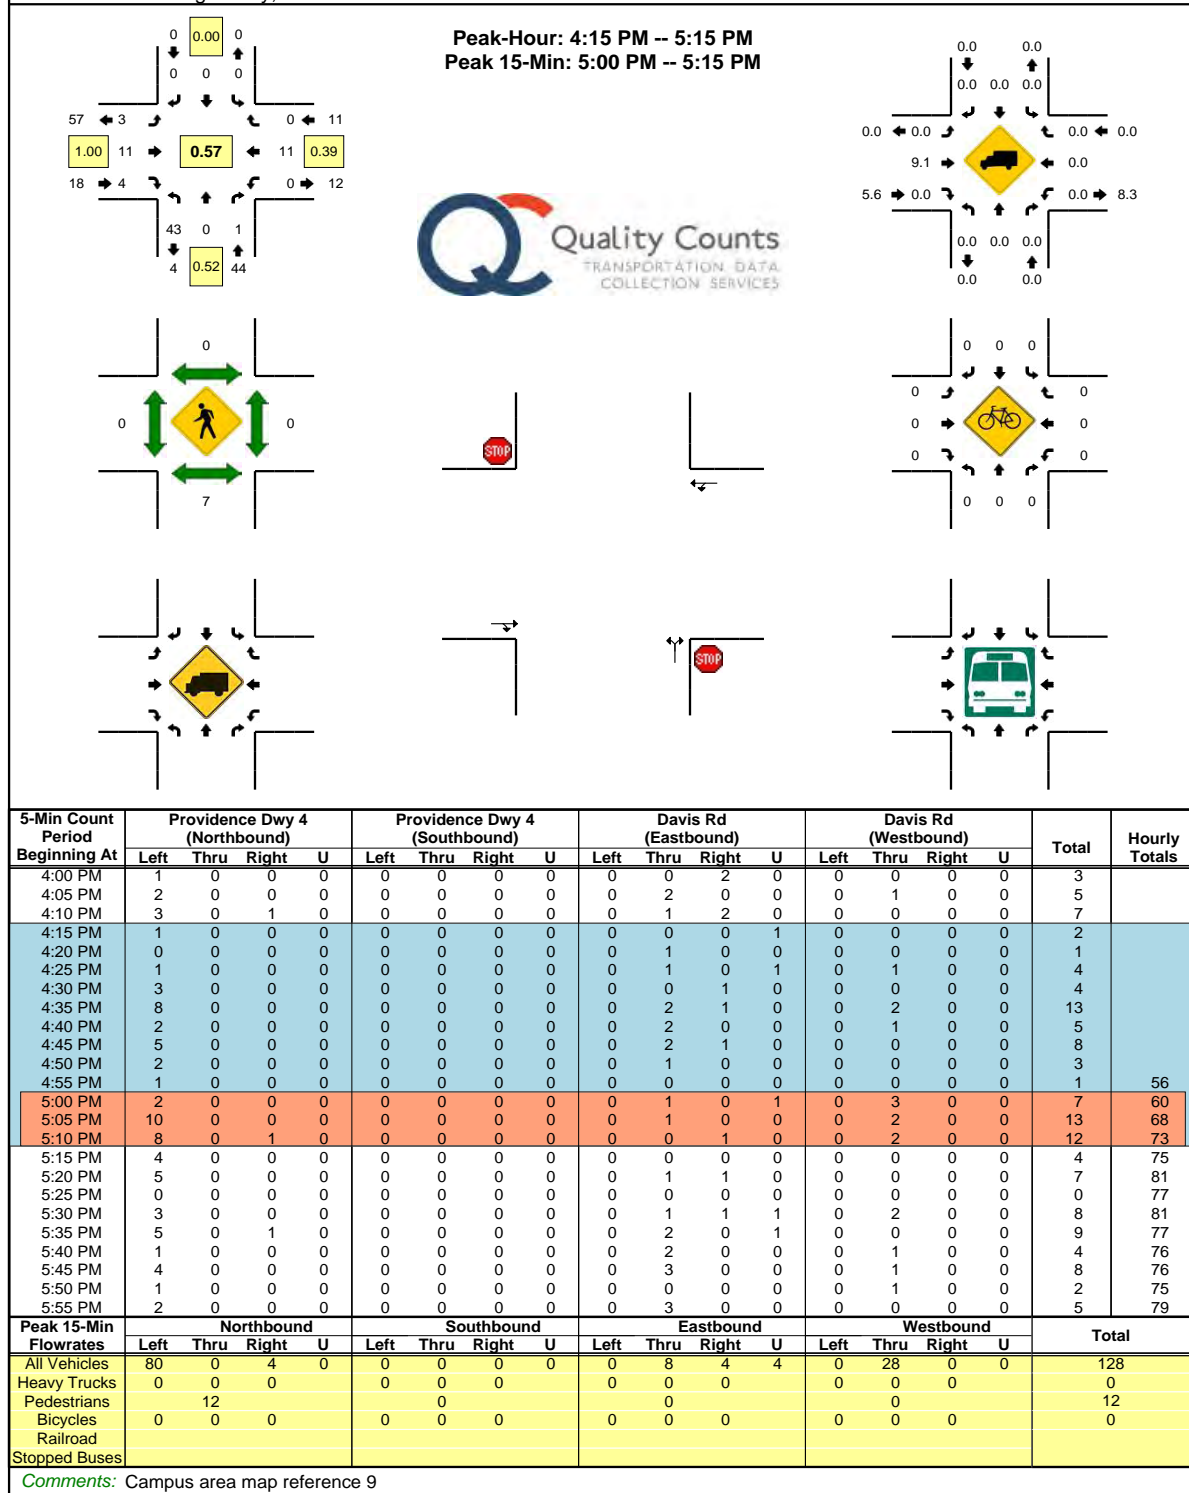 Peak-Hour: 4:15 PM -- 5:15 PM
Peak 15-Min: 5:00 PM -- 5:15 PM
0 0.00 0
0 0 0
57 3 0 11
1.00 11 0.57 11 0.39
18 4 0 12
43 0 1
4 0.52 44
0.0 0.0
0.0 0.0 0.0
0.0 0.0 0.0 0.0
9.1 0.0
5.6 0.0 0.0 8.3
0.0 0.0 0.0
0.0 0.0
QC Quality Counts
TRANSPORTATION DATA
COLLECTION SERVICES
0
0 0
7
STOP
0 0 0
0 0
0 0
0 0
0 0 0
STOP
5-Min Count Period Beginning At Providence Dwy 4 (Northbound) Providence Dwy 4 (Southbound) Davis Rd (Eastbound) Davis Rd (Westbound) Total Hourly Totals
Left Thru Right U Left Thru Right U Left Thru Right U Left Thru Right U
4:00 PM 1 0 0 0 0 0 0 0 0 0 2 0 0 0 0 0 3
4:05 PM 2 0 0 0 0 0 0 0 0 2 0 0 0 1 0 0 5
4:10 PM 3 0 1 0 0 0 0 0 0 1 2 0 0 0 0 0 7
4:15 PM 1 0 0 0 0 0 0 0 0 0 0 1 0 0 0 0 2
4:20 PM 0 0 0 0 0 0 0 0 0 1 0 0 0 0 0 0 1
4:25 PM 1 0 0 0 0 0 0 0 0 1 0 1 0 1 0 0 4
4:30 PM 3 0 0 0 0 0 0 0 0 0 1 0 0 0 0 0 4
4:35 PM 8 0 0 0 0 0 0 0 0 2 1 0 0 2 0 0 13
4:40 PM 2 0 0 0 0 0 0 0 0 2 0 0 0 1 0 0 5
4:45 PM 5 0 0 0 0 0 0 0 0 2 1 0 0 0 0 0 8
4:50 PM 2 0 0 0 0 0 0 0 0 1 0 0 0 0 0 0 3
4:55 PM 1 0 0 0 0 0 0 0 0 0 0 0 0 0 0 0 1 56
5:00 PM 2 0 0 0 0 0 0 0 0 1 0 1 0 3 0 0 7 60
5:05 PM 10 0 0 0 0 0 0 0 0 1 0 0 0 2 0 0 13 68
5:10 PM 8 0 1 0 0 0 0 0 0 0 1 0 0 2 0 0 12 73
5:15 PM 4 0 0 0 0 0 0 0 0 0 0 0 0 0 0 0 4 75
5:20 PM 5 0 0 0 0 0 0 0 0 1 1 0 0 0 0 0 7 81
5:25 PM 0 0 0 0 0 0 0 0 0 0 0 0 0 0 0 0 0 77
5:30 PM 3 0 0 0 0 0 0 0 0 1 1 1 0 2 0 0 8 81
5:35 PM 5 0 1 0 0 0 0 0 0 2 0 1 0 0 0 0 9 77
5:40 PM 1 0 0 0 0 0 0 0 0 2 0 0 0 1 0 0 4 76
5:45 PM 4 0 0 0 0 0 0 0 0 3 0 0 0 1 0 0 8 76
5:50 PM 1 0 0 0 0 0 0 0 0 0 0 0 0 1 0 0 2 75
5:55 PM 2 0 0 0 0 0 0 0 0 3 0 0 0 0 0 0 5 79
Peak 15-Min Flowrates Northbound Southbound Eastbound Westbound Total
Left Thru Right U Left Thru Right U Left Thru Right U Left Thru Right U
All Vehicles 80 0 4 0 0 0 0 0 0 8 4 4 0 28 0 0 128
Heavy Trucks 0 0 0 0 0 0 0 0 0 0 0 0 0
Pedestrians 12 0 0 0 12
Bicycles 0 0 0 0 0 0 0 0 0 0 0 0 0
Railroad
Stopped Buses
Comments: Campus area map reference 9